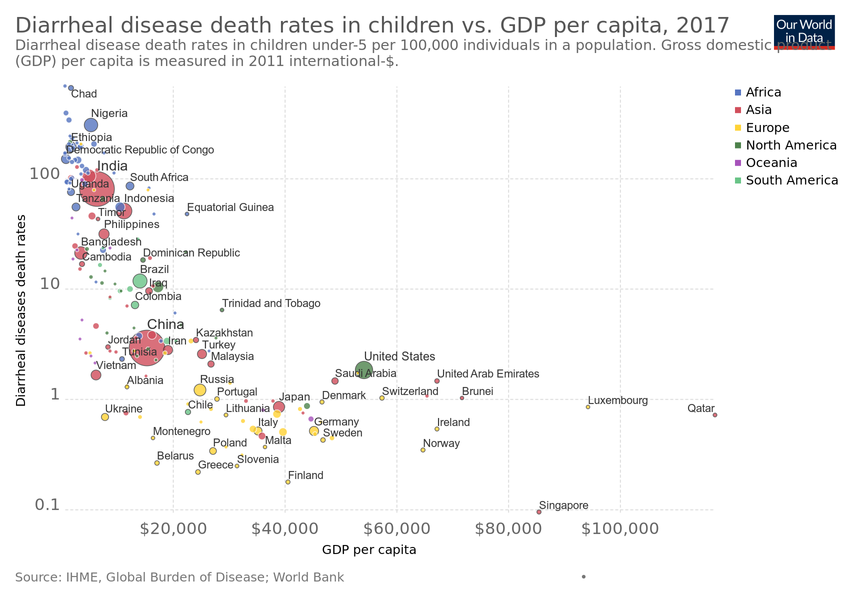 Diarrheal disease death rates in children vs. GDP per capita, 2017
Our World
in Data
Diarrheal disease death rates in children under-5 per 100,000 individuals in a population. Gross domestic product
(GDP) per capita is measured in 2011 international-$.
Africa
Asia
Europe
North America
Oceania
South America
Diarrheal diseases death rates
100
10
1
0.1
Chad
Nigeria
Ethiopia
Democratic Republic of Congo
India
Uganda
South Africa
Tanzania
Indonesia
Timor
Equatorial Guinea
Philippines
Bangladesh
Cambodia
Dominican Republic
Brazil
Iraq
Colombia
Trinidad and Tobago
China
Kazakhstan
Jordan
Iran
Turkey
Tunisia
Malaysia
United States
Vietnam
Saudi Arabia
United Arab Emirates
Albania
Russia
Portugal
Switzerland
Brunei
Denmark
Japan
Luxembourg
Qatar
Ukraine
Chile
Lithuania
Italy
Germany
Ireland
Montenegro
Sweden
Malta
Poland
Norway
Belarus
Greece
Slovenia
Finland
Singapore
$20,000
$40,000
$60,000
$80,000
$100,000
GDP per capita
Source: IHME, Global Burden of Disease; World Bank